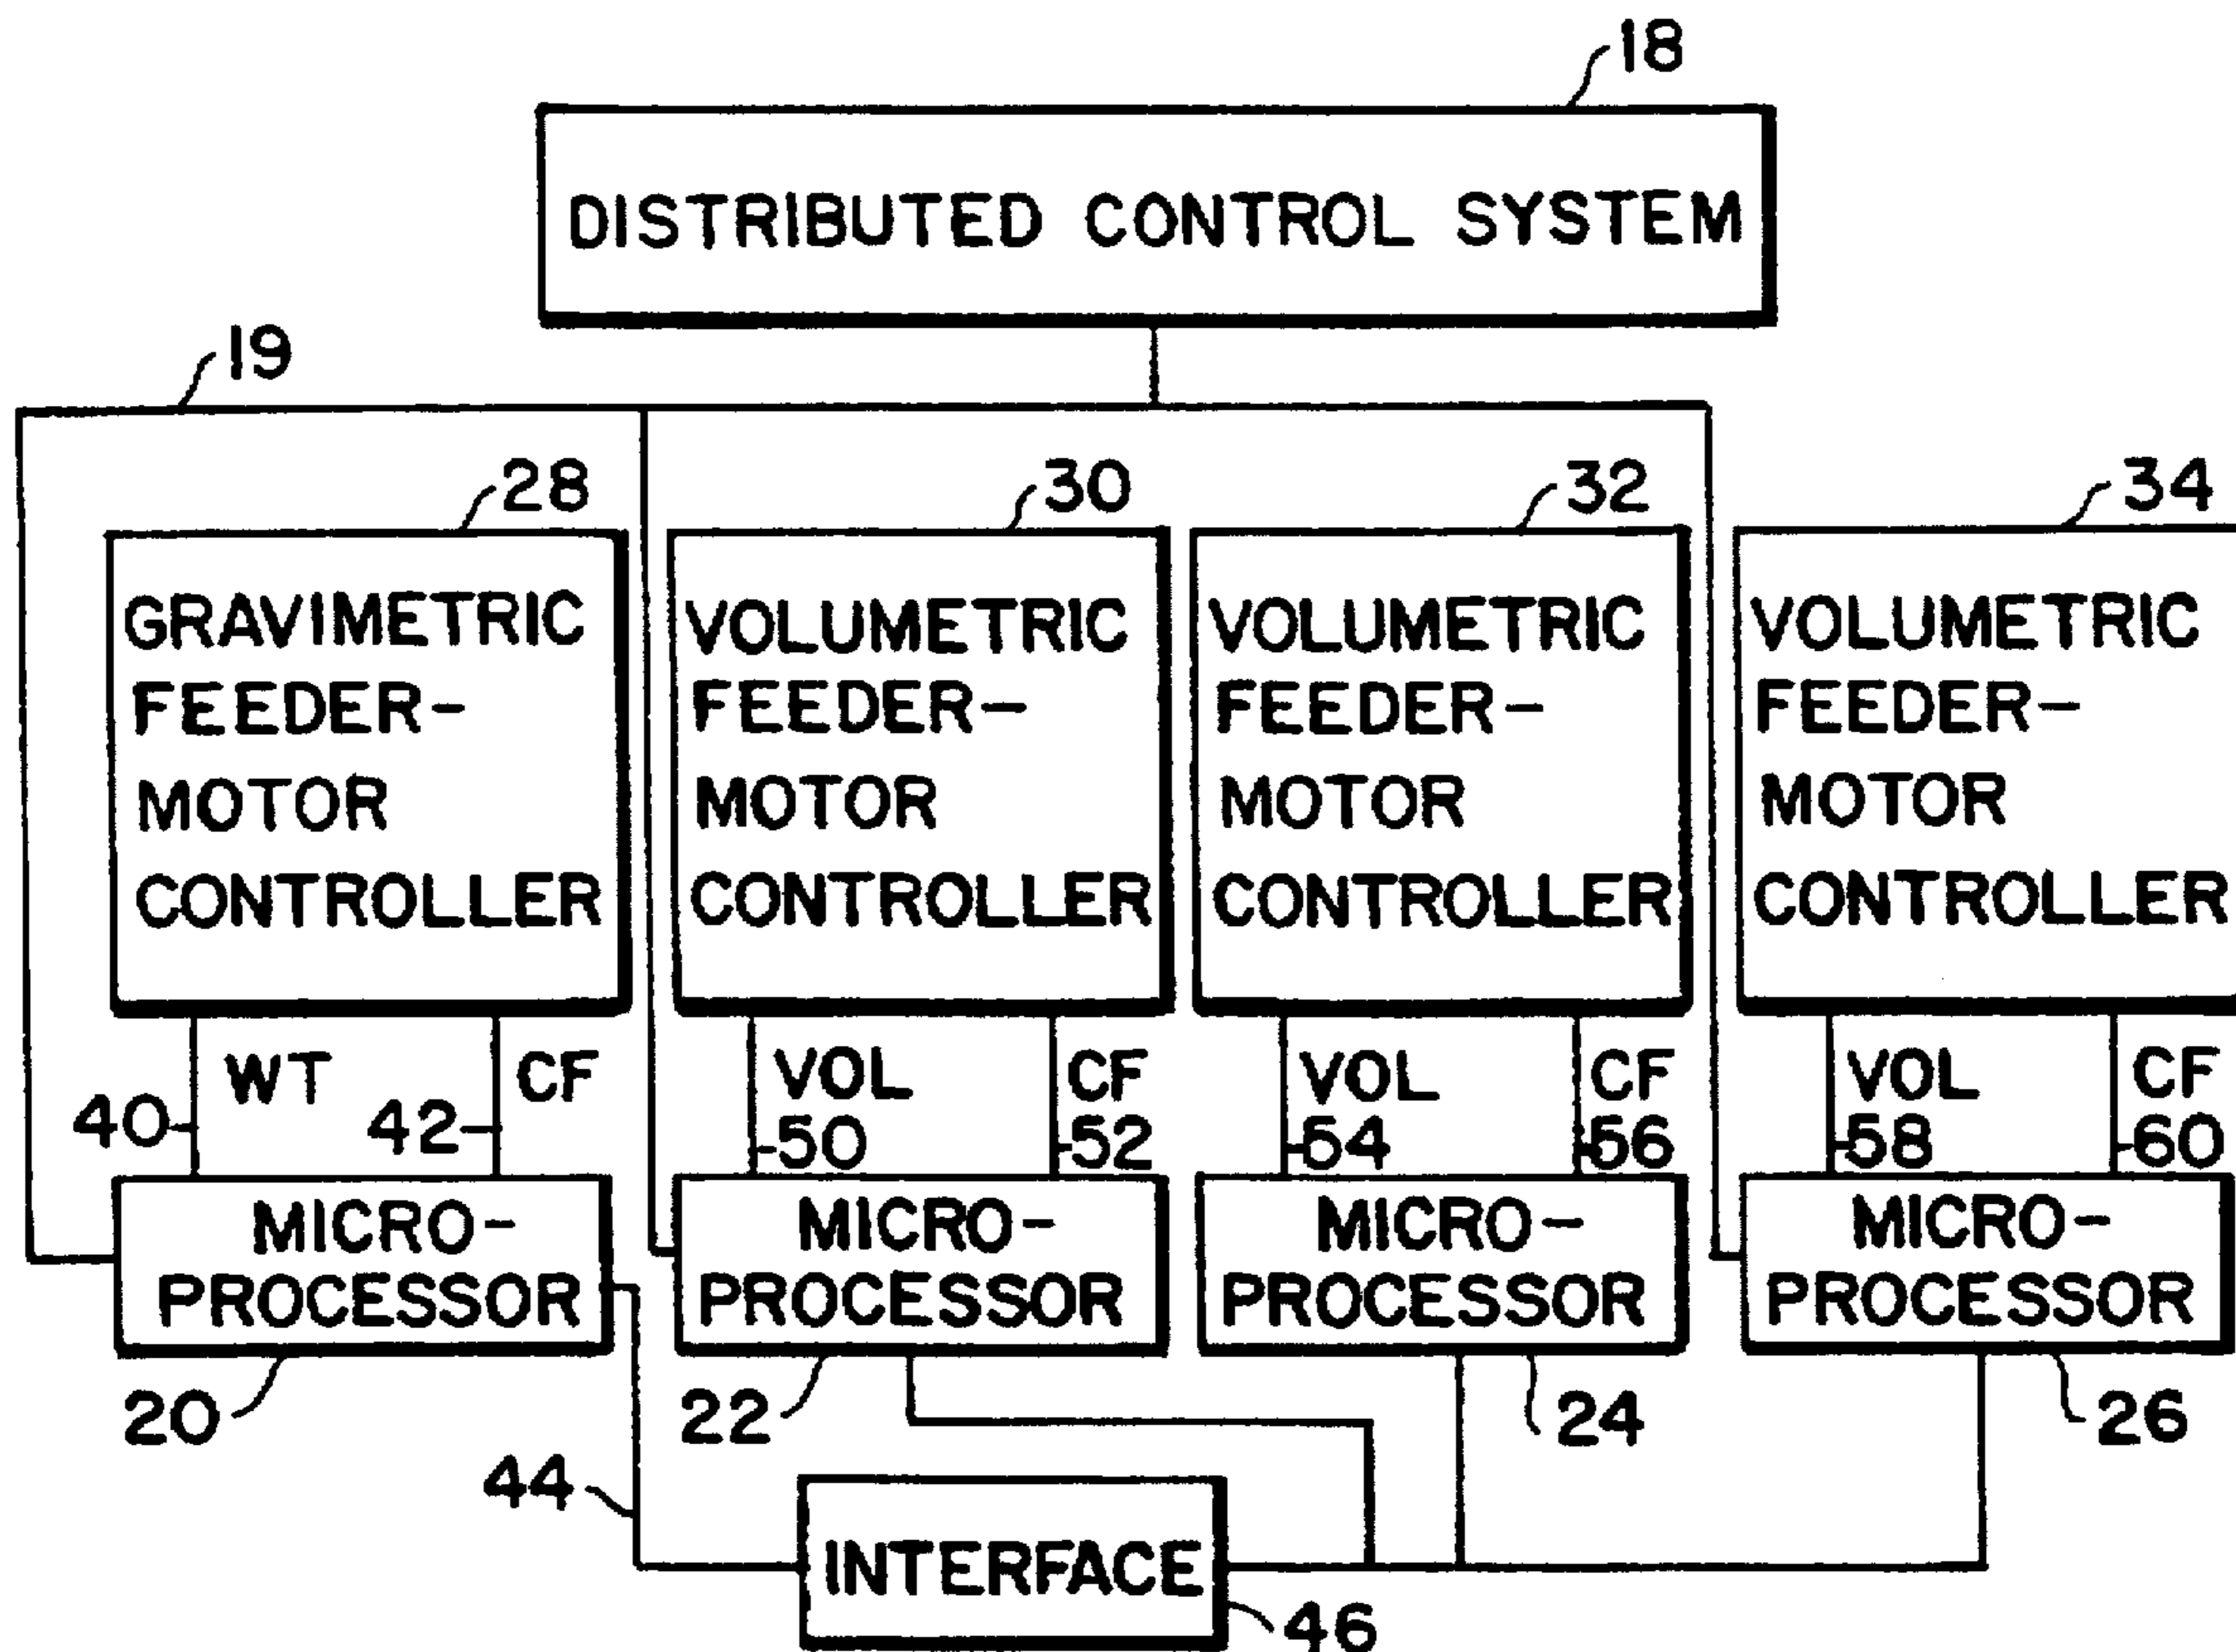 18
DISTRIBUTED CONTROL SYSTEM
19
28
30
32
34
GRAVIMETRIC
FEEDER-
MOTOR
CONTROLLER
VOLUMETRIC
FEEDER-
MOTOR
CONTROLLER
VOLUMETRIC
FEEDER-
MOTOR
CONTROLLER
VOLUMETRIC
FEEDER-
MOTOR
CONTROLLER
WT
CF
40
42
VOL
50
CF
52
VOL
54
CF
56
VOL
58
CF
60
MICRO-
PROCESSOR
MICRO-
PROCESSOR
MICRO-
PROCESSOR
MICRO-
PROCESSOR
20
22
24
26
44
INTERFACE
46